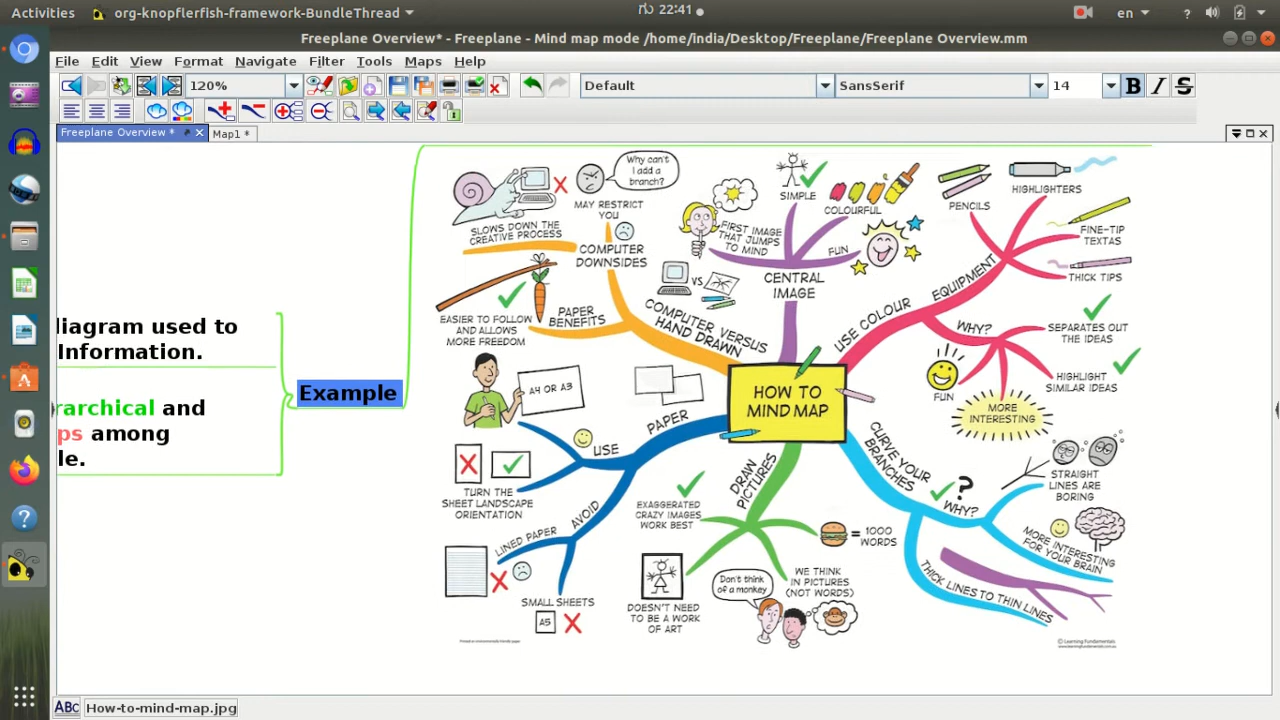 Activities
org-knopflerfish-framework-BundleThread
22:41
en
Freeplane Overview* - Freeplane - Mind map mode /home/india/Desktop/Freeplane/Freeplane Overview.mm
File Edit View Format Navigate Filter Tools Maps Help
120%
Default
SansSerif
14
B I S
Freeplane Overview *
Map1 *
diagram used to
Information.
rarchical and
ps among
le.
Example
HOW TO
MIND MAP
COMPUTER VERSUS
HAND DRAWN
COMPUTER
DOWNSIDES
SLOWS DOWN THE
CREATIVE PROCESS
MAY RESTRICT
YOU
Why can't
I add a
branch?
PAPER
BENEFITS
EASIER TO FOLLOW
AND ALLOWS
MORE FREEDOM
VS
CENTRAL
IMAGE
FIRST IMAGE
THAT JUMPS
TO MIND
SIMPLE
COLOURFUL
FUN
USE COLOUR
EQUIPMENT
PENCILS
HIGHLIGHTERS
FINE-TIP
TEXTAS
THICK TIPS
WHY?
SEPARATES OUT
THE IDEAS
HIGHLIGHT
SIMILAR IDEAS
MORE
INTERESTING
FUN
CURVE YOUR
BRANCHES
WHY?
?
STRAIGHT
LINES ARE
BORING
MORE INTERESTING
FOR YOUR BRAIN
THICK LINES TO THIN LINES
DRAW
PICTURES
= 1000
WORDS
WE THINK
IN PICTURES
(NOT WORDS)
Don't think
of a monkey
DOESN'T NEED
TO BE A WORK
OF ART
EXAGGERATED
CRAZY IMAGES
WORK BEST
PAPER
USE
A4 OR A3
TURN THE
SHEET LANDSCAPE
ORIENTATION
AVOID
LINED PAPER
SMALL SHEETS
A5
© Learning Fundamentals
www.learningfundamentals.com.au
ABC
How-to-mind-map.jpg